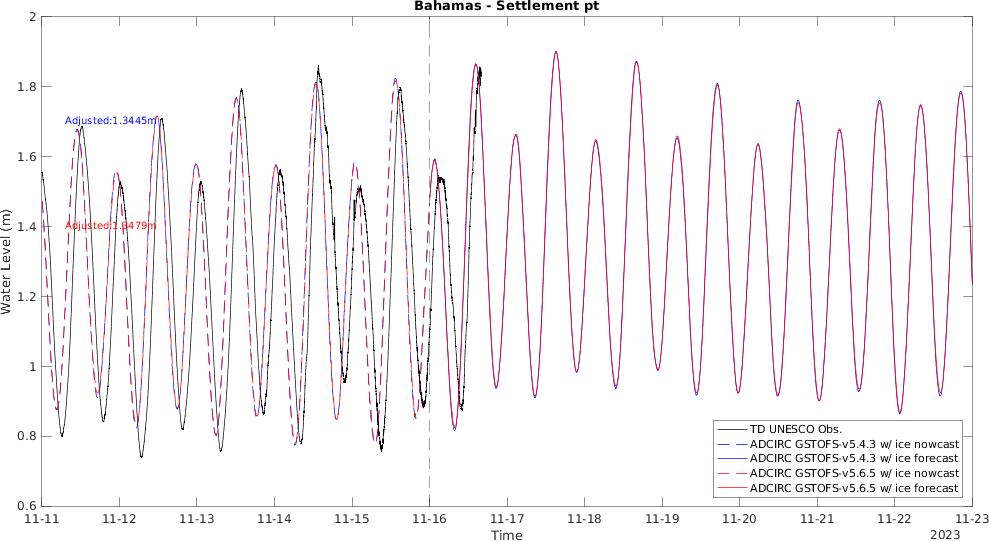 Bahamas - Settlement pt
2
1.8
1.6
1.4
1.2
1
0.8
0.6
Water Level (m)
Adjusted:1.3445m
Adjusted:1.3479m
TD UNESCO Obs.
ADCIRC GSTOFS-v5.4.3 w/ ice nowcast
ADCIRC GSTOFS-v5.4.3 w/ ice forecast
ADCIRC GSTOFS-v5.6.5 w/ ice nowcast
ADCIRC GSTOFS-v5.6.5 w/ ice forecast
11-11 11-12 11-13 11-14 11-15 11-16 11-17 11-18 11-19 11-20 11-21 11-22 11-23
Time
2023